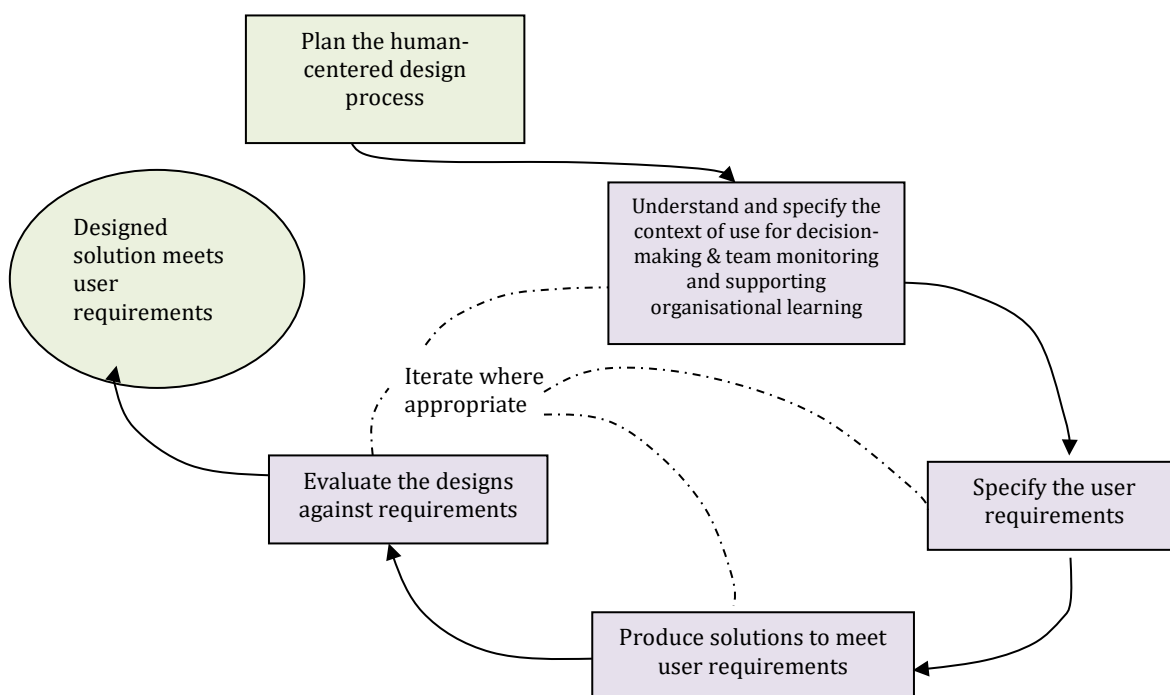 Plan the human-
centered design
process
Understand and specify the
context of use for decision-
making & team monitoring
and supporting
organisational learning
Designed
solution meets
user
requirements
Iterate where
appropriate
Evaluate the designs
against requirements
Specify the user
requirements
Produce solutions to meet
user requirements